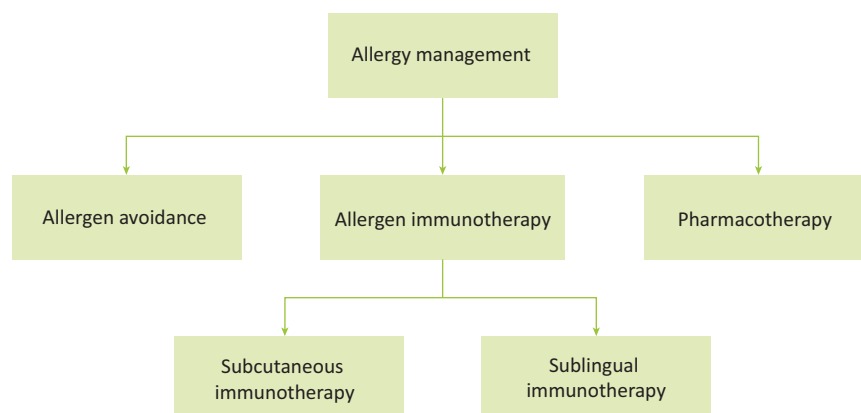 Allergy management
Allergen avoidance
Allergen immunotherapy
Pharmacotherapy
Subcutaneous
immunotherapy
Sublingual
immunotherapy